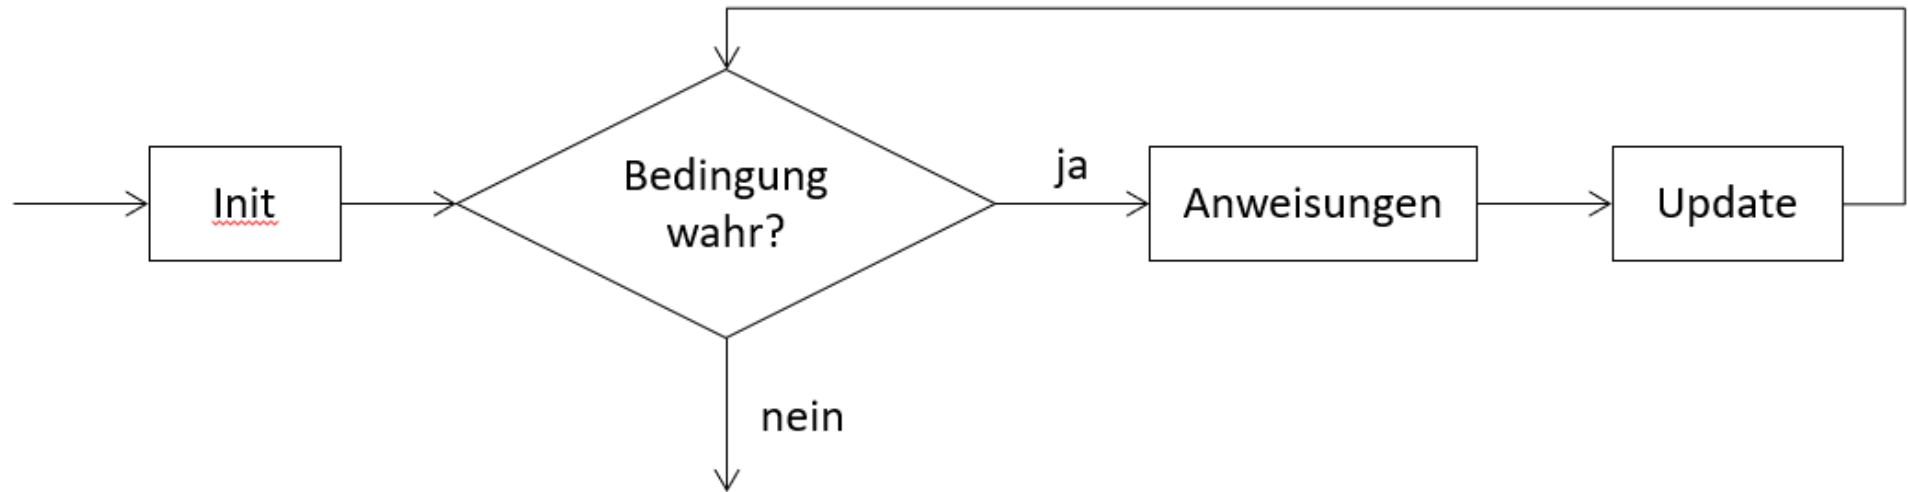 Init
Bedingung
wahr?
ja
Anweisungen
Update
nein